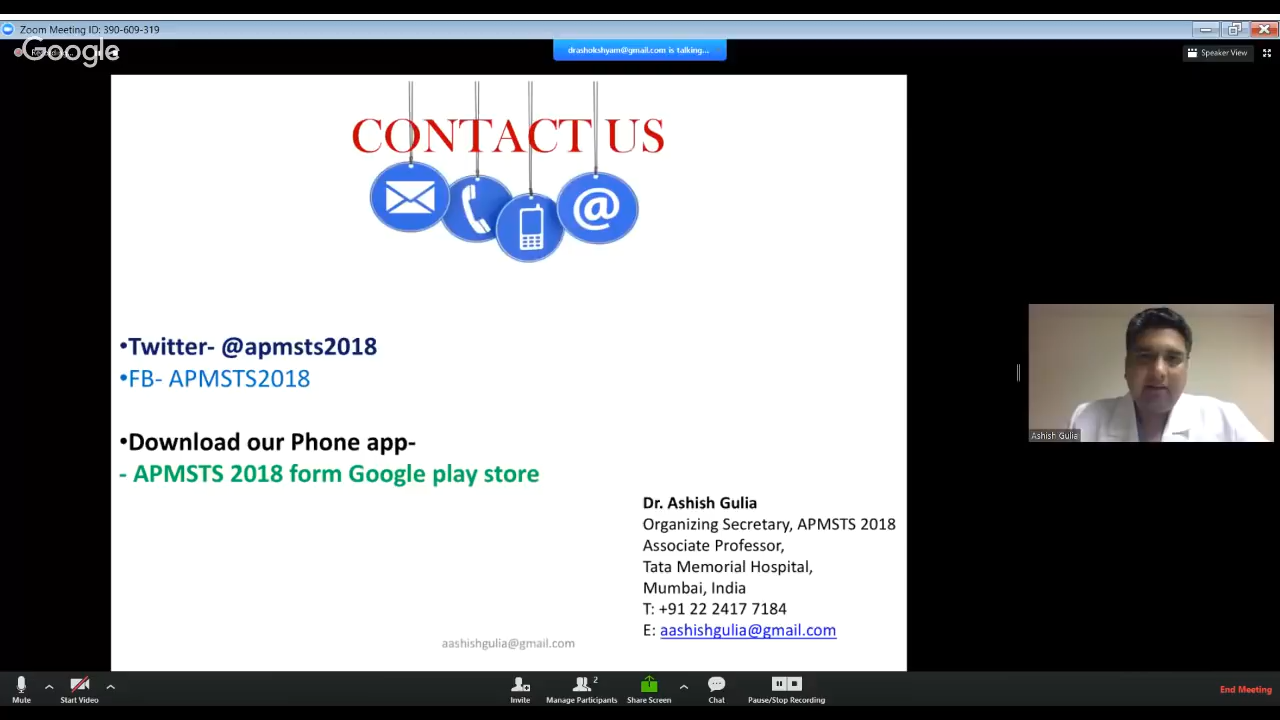 Zoom Meeting ID: 390-609-319
Google
drashokshyam@gmail.com is talking...
Speaker View
CONTACT US
@
•Twitter- @apmsts2018
•FB- APMSTS2018
•Download our Phone app-
- APMSTS 2018 form Google play store
Dr. Ashish Gulia
Organizing Secretary, APMSTS 2018
Associate Professor,
Tata Memorial Hospital,
Mumbai, India
T: +91 22 2417 7184
E: aashishgulia@gmail.com
aashishgulia@gmail.com
Ashish Gulia
Mute
Start Video
Invite
2
Manage Participants
Share Screen
Chat
Pause/Stop Recording
End Meeting